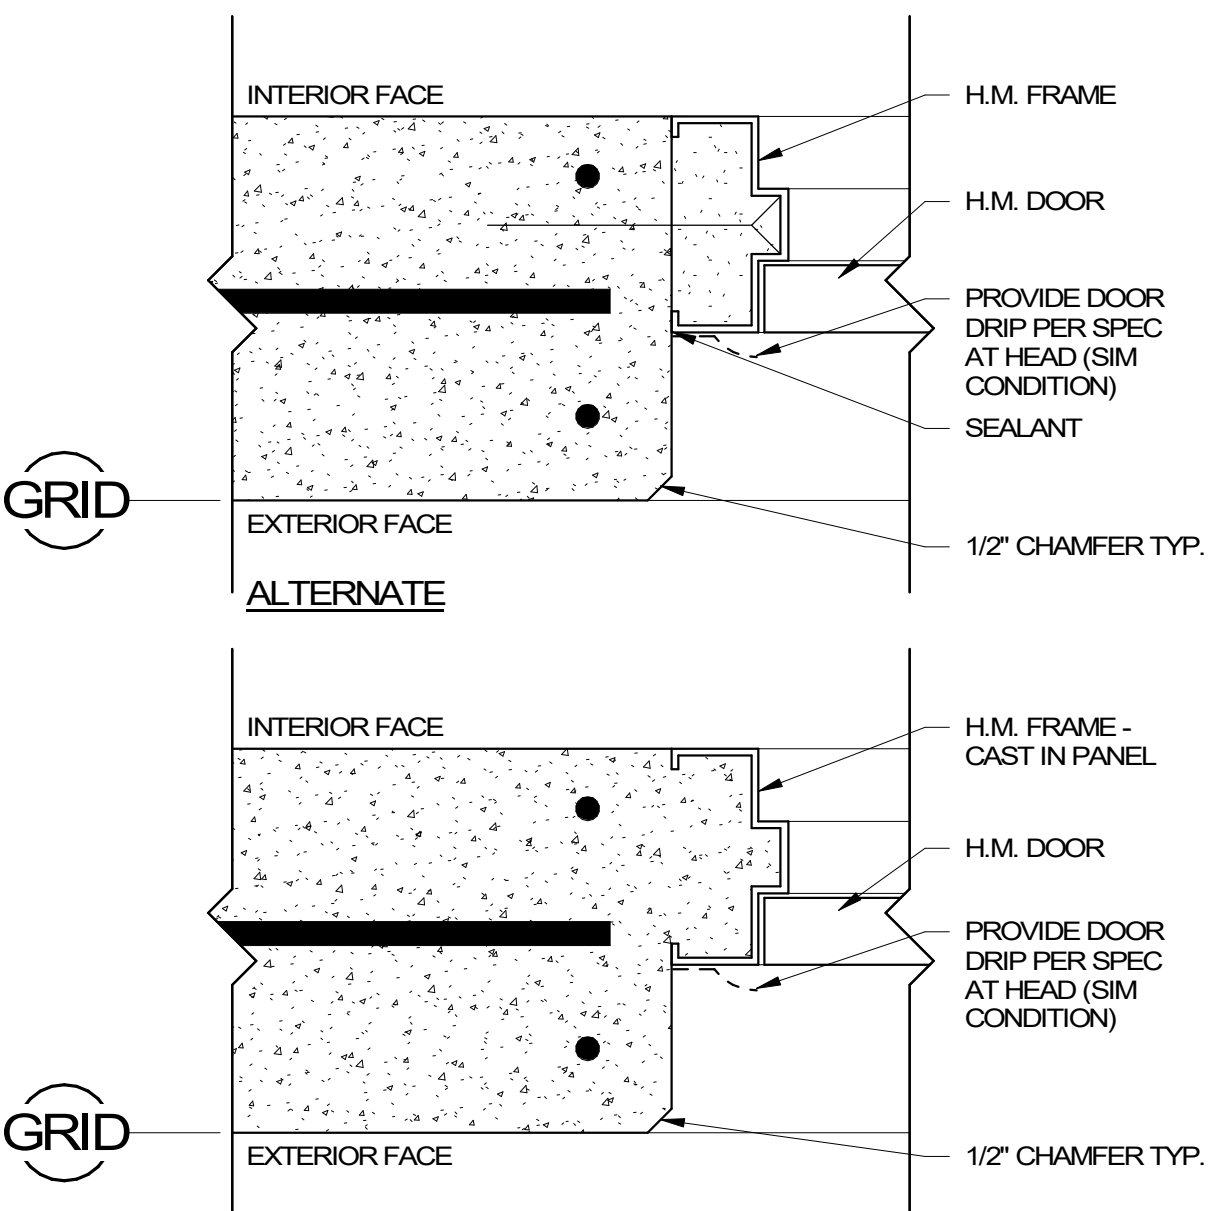 INTERIOR FACE
H.M. FRAME
H.M. DOOR
PROVIDE DOOR
DRIP PER SPEC
AT HEAD (SIM
CONDITION)
SEALANT
GRID
EXTERIOR FACE
1/2" CHAMFER TYP.
ALTERNATE
INTERIOR FACE
H.M. FRAME -
CAST IN PANEL
H.M. DOOR
PROVIDE DOOR
DRIP PER SPEC
AT HEAD (SIM
CONDITION)
GRID
EXTERIOR FACE
1/2" CHAMFER TYP.